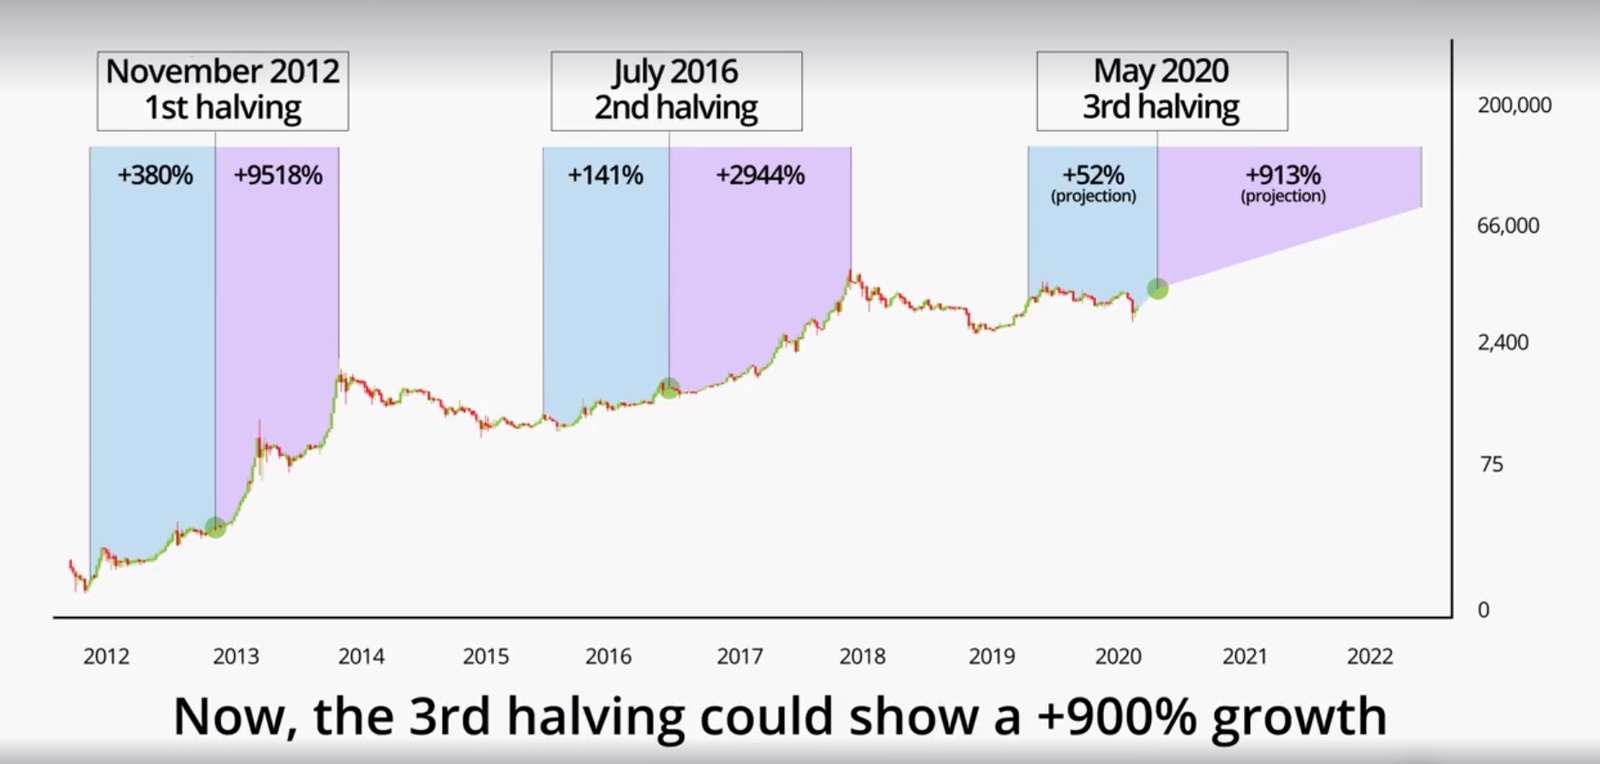 November 2012
1st halving
July 2016
2nd halving
May 2020
3rd halving
+380%
+9518%
+141%
+2944%
+52%
(projection)
+913%
(projection)
200,000
66,000
2,400
75
0
2012
2013
2014
2015
2016
2017
2018
2019
2020
2021
2022
Now, the 3rd halving could show a +900% growth